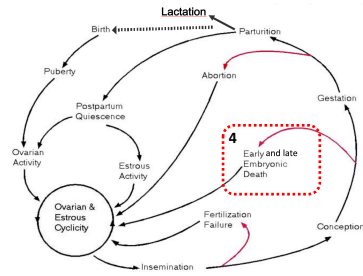 Lactation
Birth
Parturition
Puberty
Abortion
Gestation
Postpartum
Quiescence
4
Ovarian
Activity
Estrous
Activity
Early and late
Embryonic
Death
Ovarian &
Estrous
Cyclicity
Fertilization
Failure
Conception
Insemination